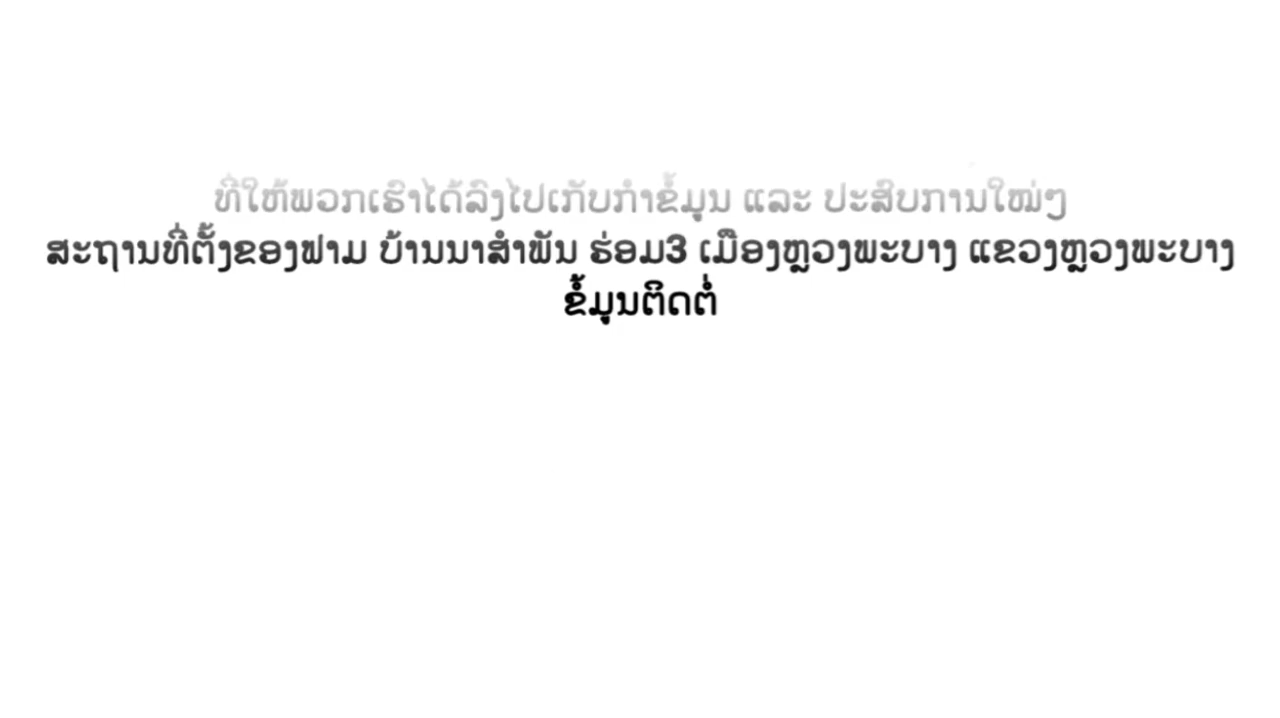 ທີ່ໃຫ້ພວກເຮົາໄດ້ລົງໄປເກັບກຳຂໍ້ມູນ ແລະ ປະສົບການໃໝ່ໆ
ສະຖານທີ່ຕັ້ງຂອງຟາມ ບ້ານນາສຳພັນ ຮ່ອມ3 ເມືອງຫຼວງພະບາງ ແຂວງຫຼວງພະບາງ
ຂໍ້ມູນຕິດຕໍ່